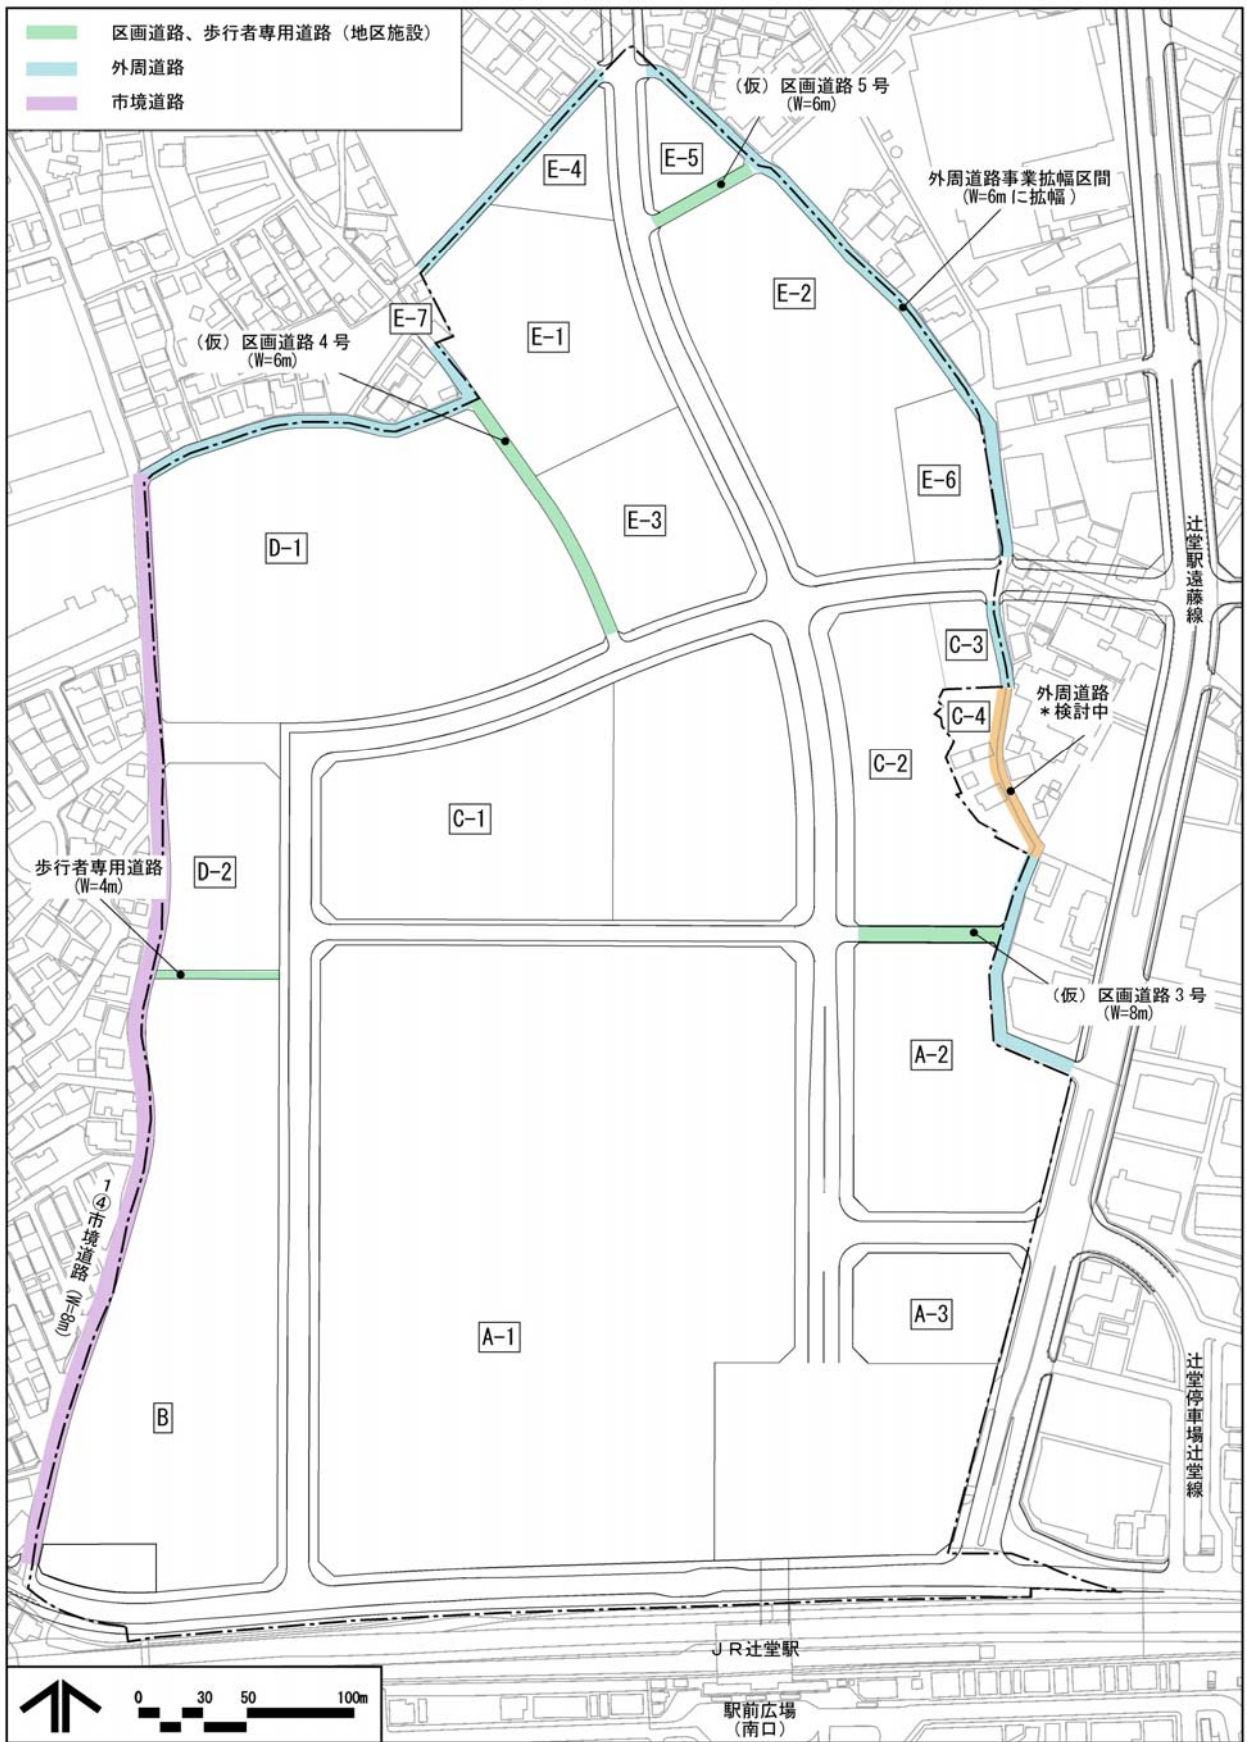 区画道路、歩行者専用道路（地区施設）
外周道路
市境道路
（仮）区画道路５号
(W=6m)
E-4
E-5
外周道路事業拡幅区間
(W=6mに拡幅)
E-2
E-7
E-1
（仮）区画道路４号
(W=6m)
E-6
E-3
D-1
辻堂駅遠藤線
C-3
外周道路
＊検討中
C-4
C-2
C-1
歩行者専用道路
(W=4m)
D-2
（仮）区画道路３号
(W=8m)
A-2
1④市境道路(W=8m)
A-3
A-1
辻堂停車場辻堂線
B
ＪＲ辻堂駅
0 30 50 100m
駅前広場
（南口）